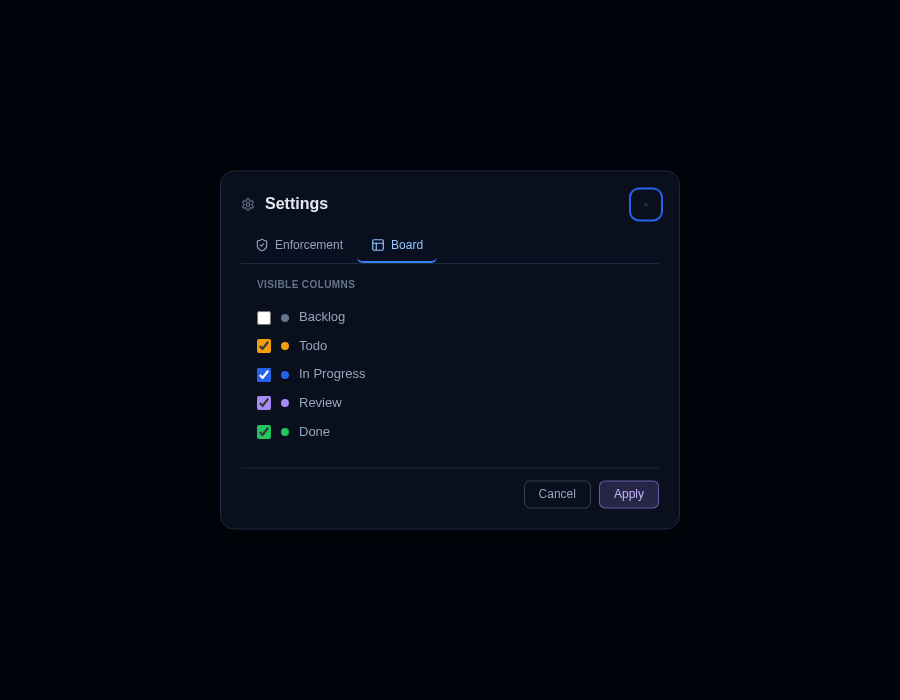 Settings
Enforcement Board
VISIBLE COLUMNS
Backlog
Todo
In Progress
Review
Done
Cancel Apply